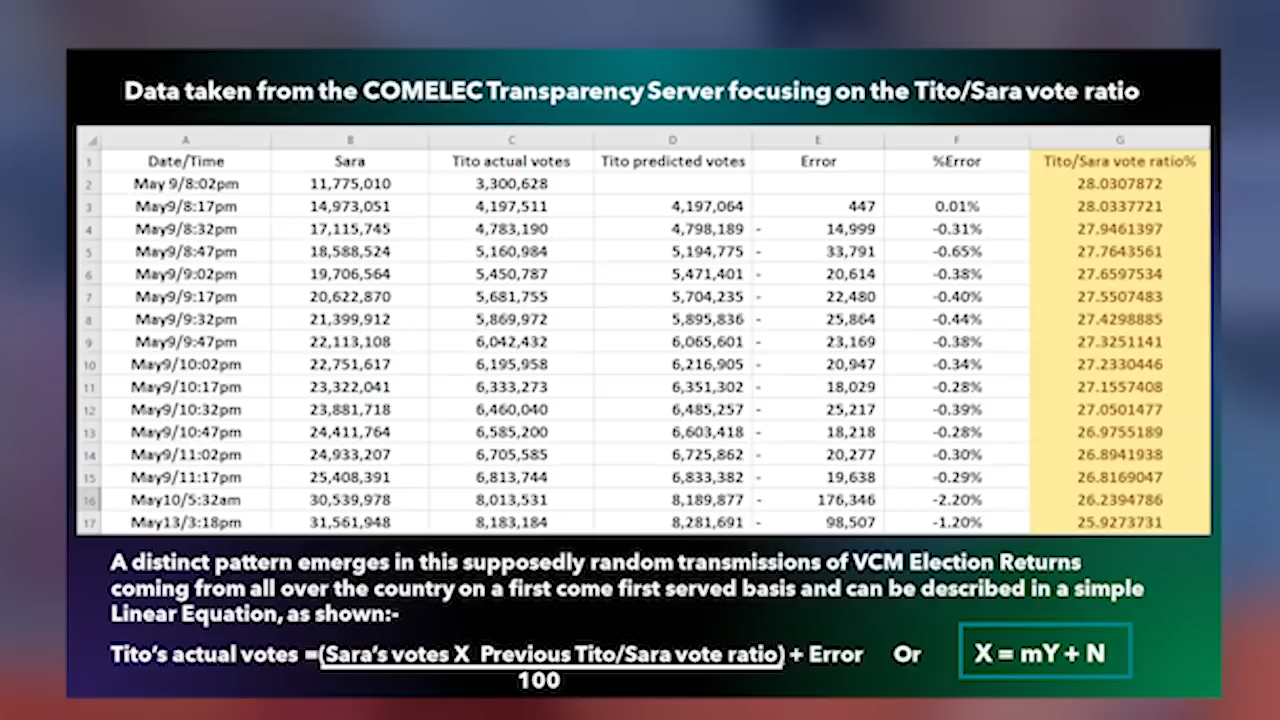 Data taken from the COMELEC Transparency Server focusing on the Tito/Sara vote ratio
A B C D E F G
1 Date/Time Sara Tito actual votes Tito predicted votes Error %Error Tito/Sara vote ratio%
2 May 9/8:02pm 11,775,010 3,300,628 28.0307872
3 May9/8:17pm 14,973,051 4,197,511 4,197,064 447 0.01% 28.0337721
4 May9/8:32pm 17,115,745 4,783,190 4,798,189 - 14,999 -0.31% 27.9461397
5 May9/8:47pm 18,588,524 5,160,984 5,194,775 - 33,791 -0.65% 27.7643561
6 May9/9:02pm 19,706,564 5,450,787 5,471,401 - 20,614 -0.38% 27.6597534
7 May9/9:17pm 20,622,870 5,681,755 5,704,235 - 22,480 -0.40% 27.5507483
8 May9/9:32pm 21,399,912 5,869,972 5,895,836 - 25,864 -0.44% 27.4298885
9 May9/9:47pm 22,113,108 6,042,432 6,065,601 - 23,169 -0.38% 27.3251141
10 May9/10:02pm 22,751,617 6,195,958 6,216,905 - 20,947 -0.34% 27.2330446
11 May9/10:17pm 23,322,041 6,333,273 6,351,302 - 18,029 -0.28% 27.1557408
12 May9/10:32pm 23,881,718 6,460,040 6,485,257 - 25,217 -0.39% 27.0501477
13 May9/10:47pm 24,411,764 6,585,200 6,603,418 - 18,218 -0.28% 26.9755189
14 May9/11:02pm 24,933,207 6,705,585 6,725,862 - 20,277 -0.30% 26.8941938
15 May9/11:17pm 25,408,391 6,813,744 6,833,382 - 19,638 -0.29% 26.8169047
16 May10/5:32am 30,539,978 8,013,531 8,189,877 - 176,346 -2.20% 26.2394786
17 May13/3:18pm 31,561,948 8,183,184 8,281,691 - 98,507 -1.20% 25.9273731
A distinct pattern emerges in this supposedly random transmissions of VCM Election Returns
coming from all over the country on a first come first served basis and can be described in a simple
Linear Equation, as shown:-
Tito's actual votes =(Sara's votes X Previous Tito/Sara vote ratio) + Error Or X = mY + N
100